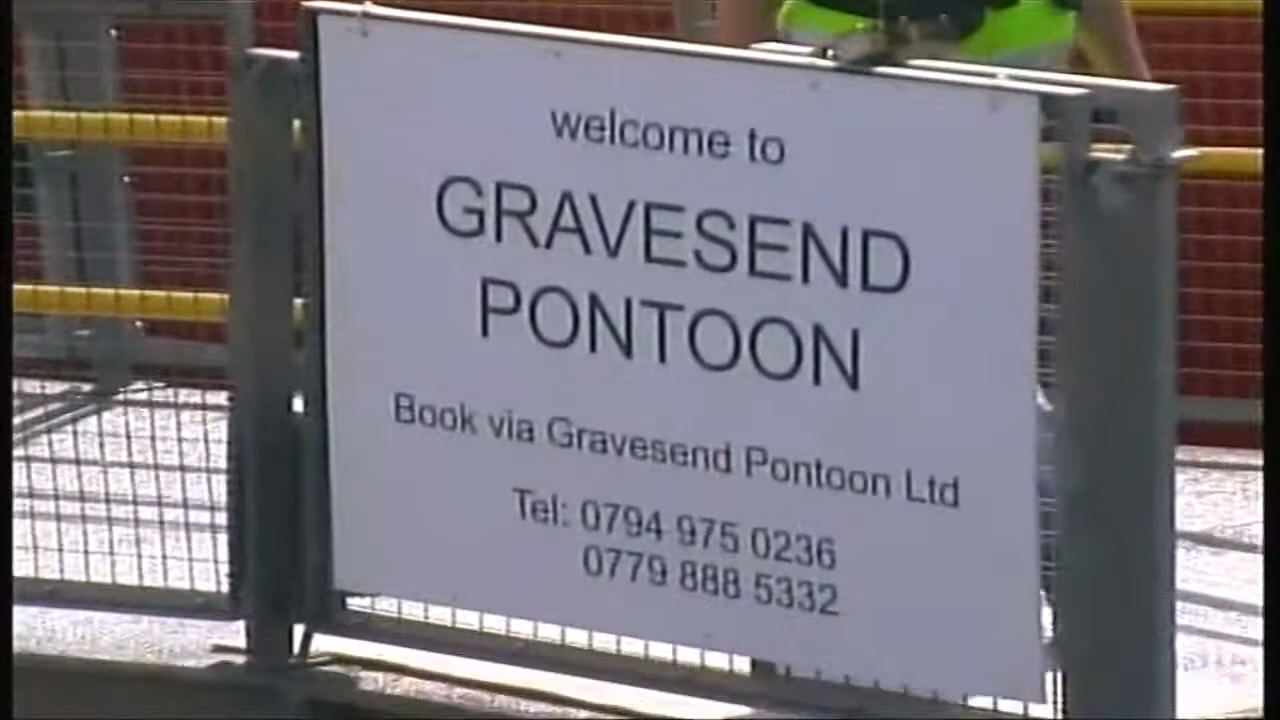 welcome to
GRAVESEND
PONTOON
Book via Gravesend Pontoon Ltd
Tel: 0794 975 0236
0779 888 5332